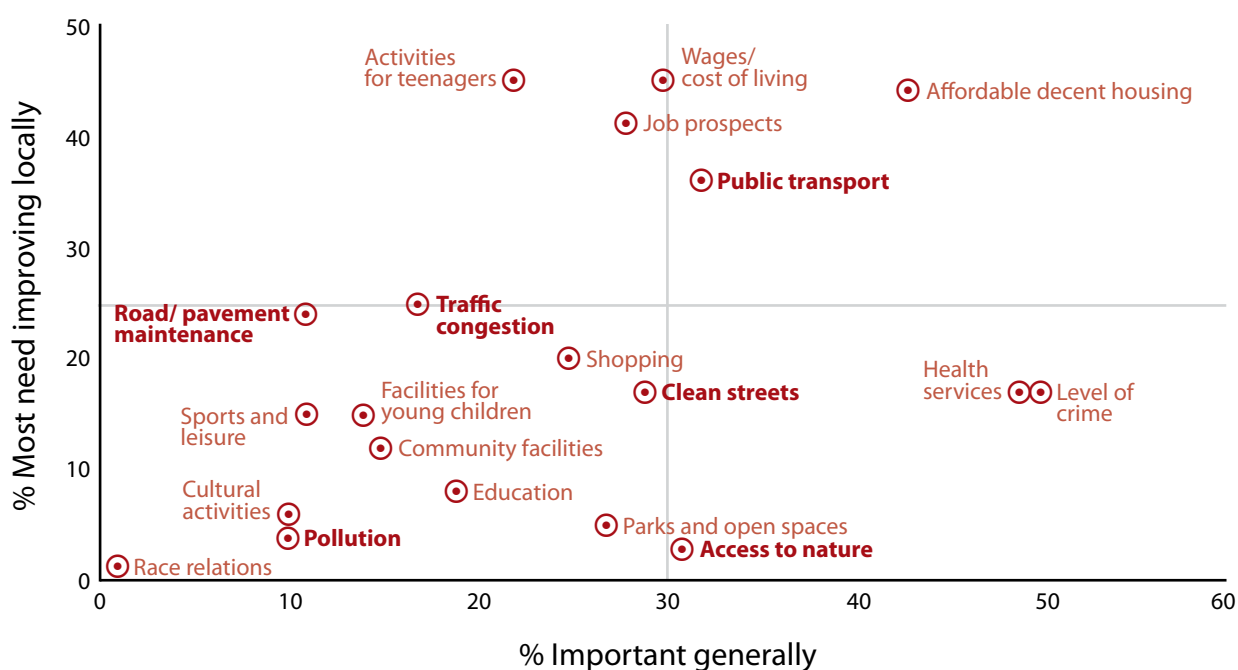 50
Activities
for teenagers
Wages/
cost of living
Affordable decent housing
40
Job prospects
Public transport
30
Road/ pavement
maintenance
Traffic
congestion
20
Shopping
Health
services
Level of
crime
Clean streets
Facilities for
young children
Sports and
leisure
Community facilities
10
Education
Cultural
activities
Parks and open spaces
Pollution
Access to nature
Race relations
0
0 10 20 30 40 50 60
% Important generally
% Most need improving locally